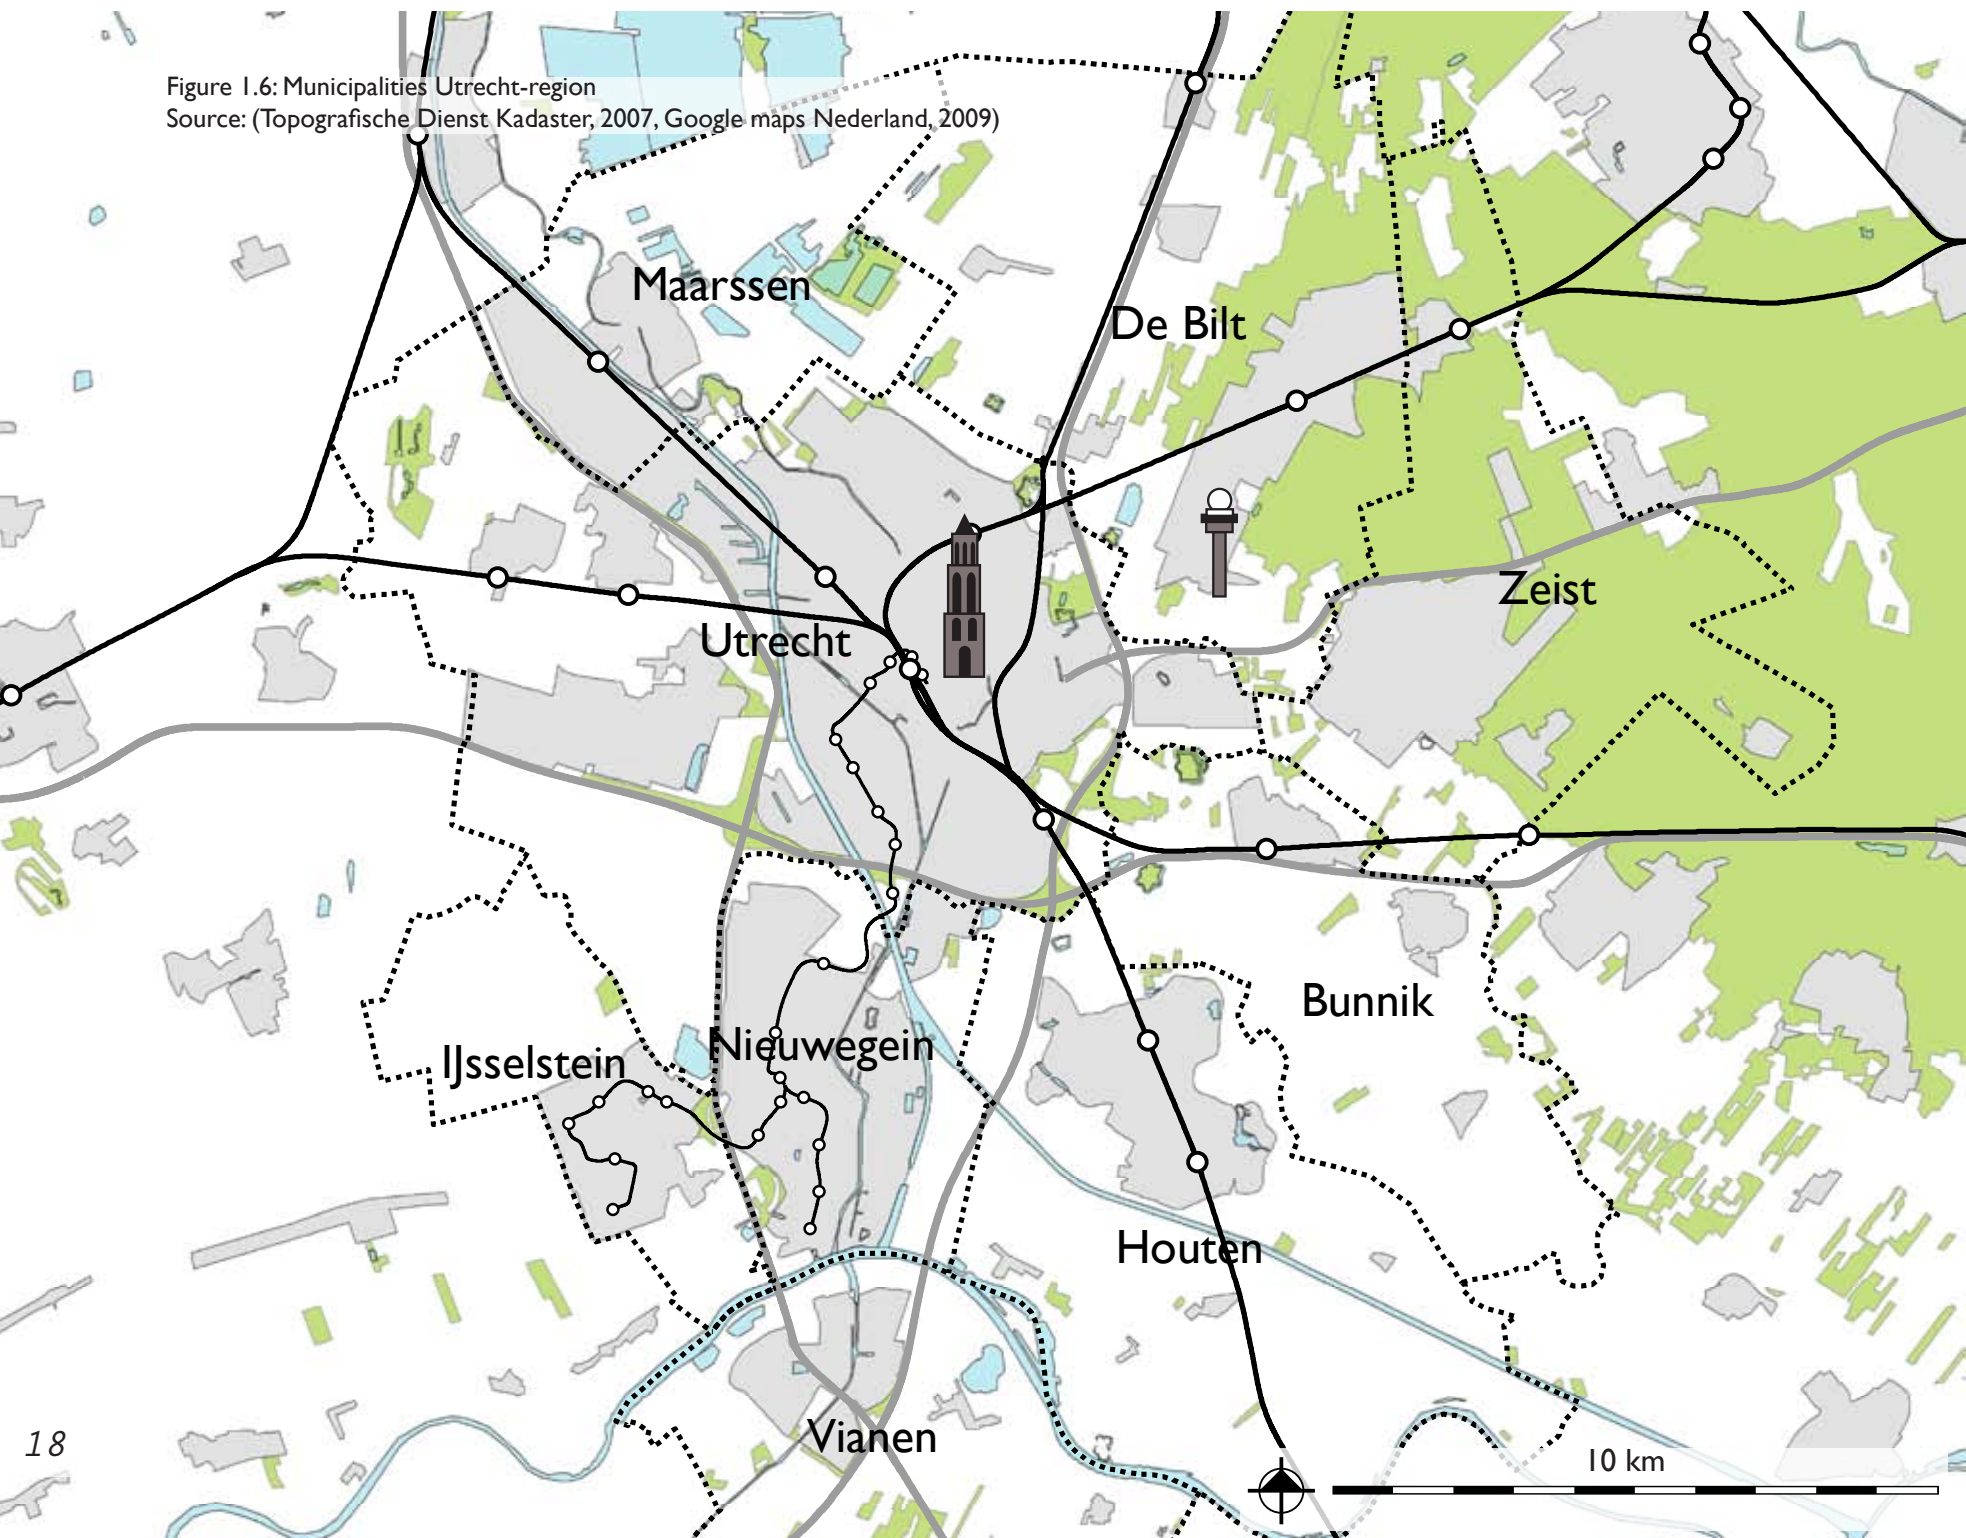 Figure 1.6: Municipalities Utrecht-region
Source: (Topografische Dienst Kadaster, 2007, Google maps Nederland, 2009)
Maarssen
De Bilt
Zeist
Utrecht
Bunnik
Nieuwegein
IJsselstein
Houten
Vianen
18
10 km